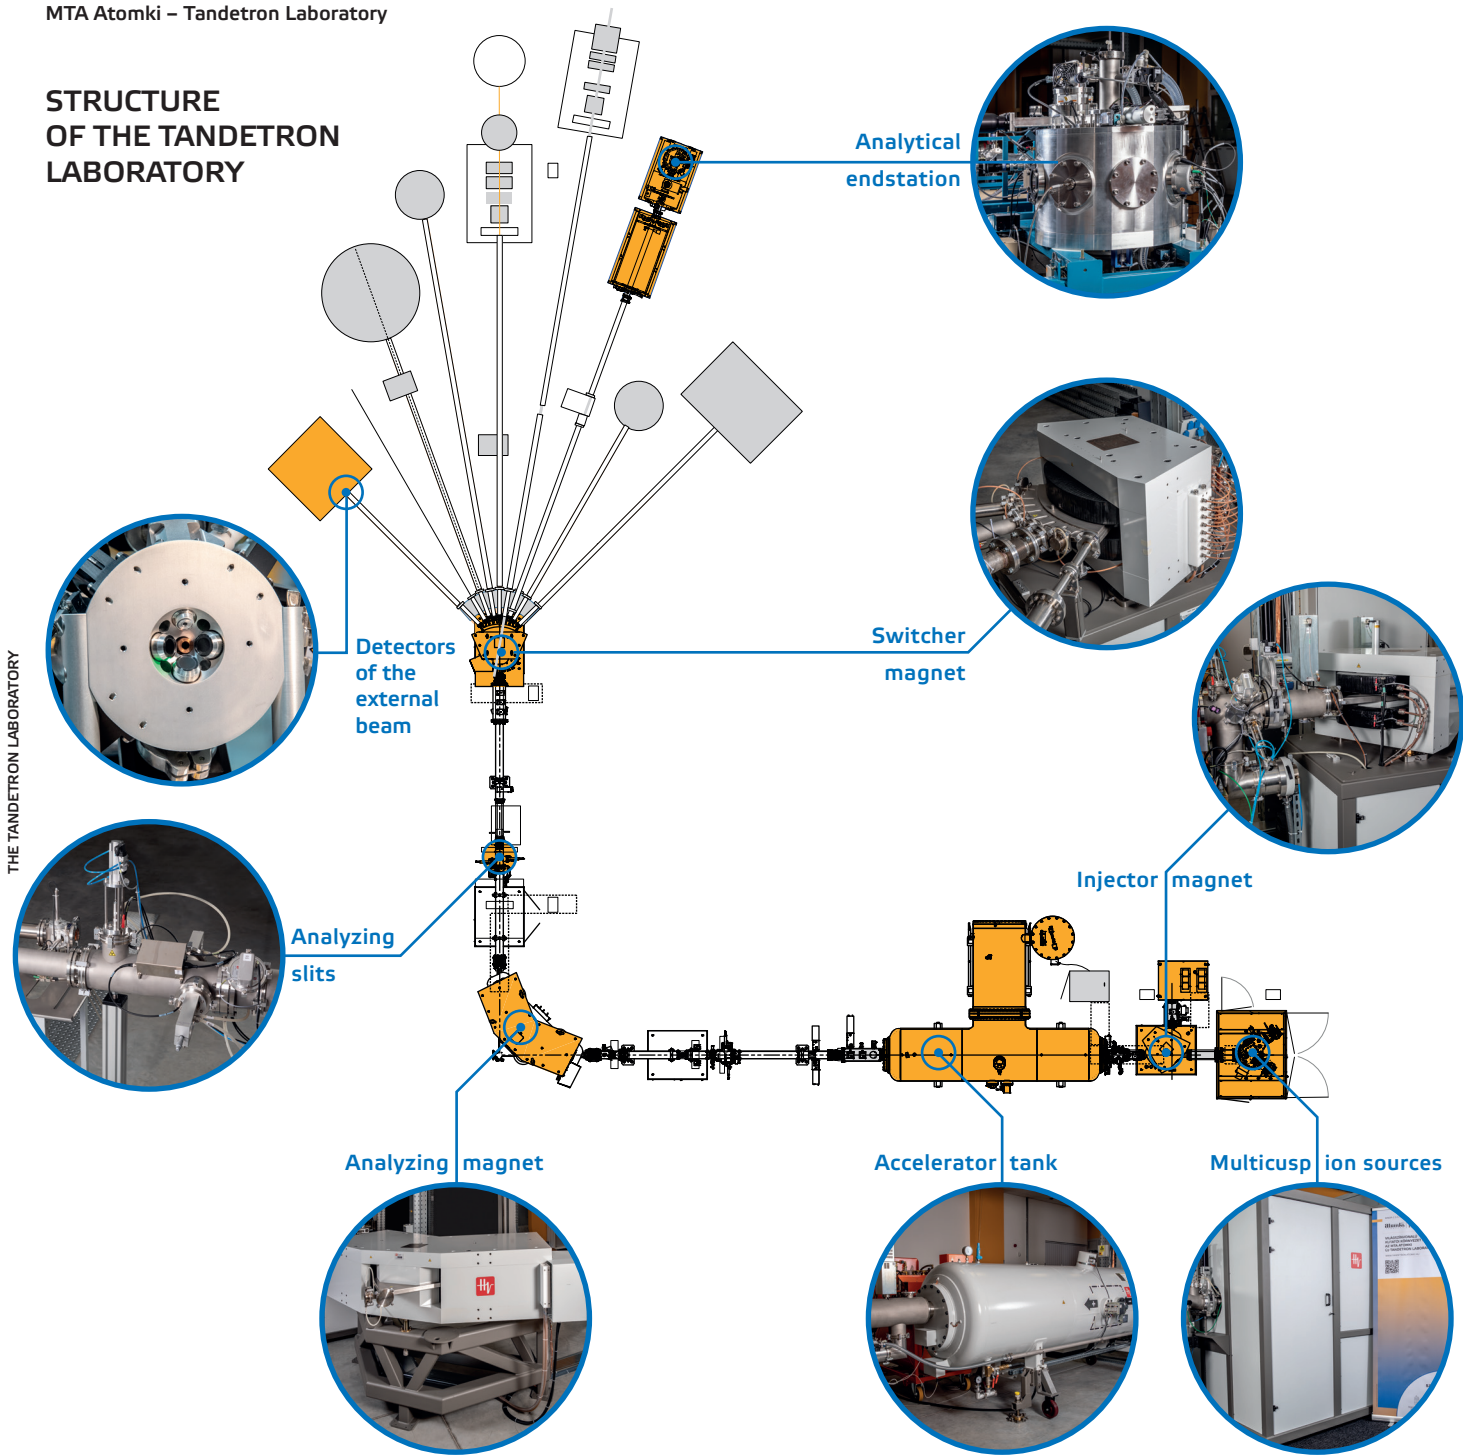 MTA Atomki – Tandetron Laboratory
STRUCTURE
OF THE TANDETRON
LABORATORY
Analytical
endstation
Switcher
magnet
Detectors
of the
external
beam
THE TANDETRON LABORATORY
Injector magnet
Analyzing
slits
Analyzing magnet
Accelerator tank
Multicusp ion sources